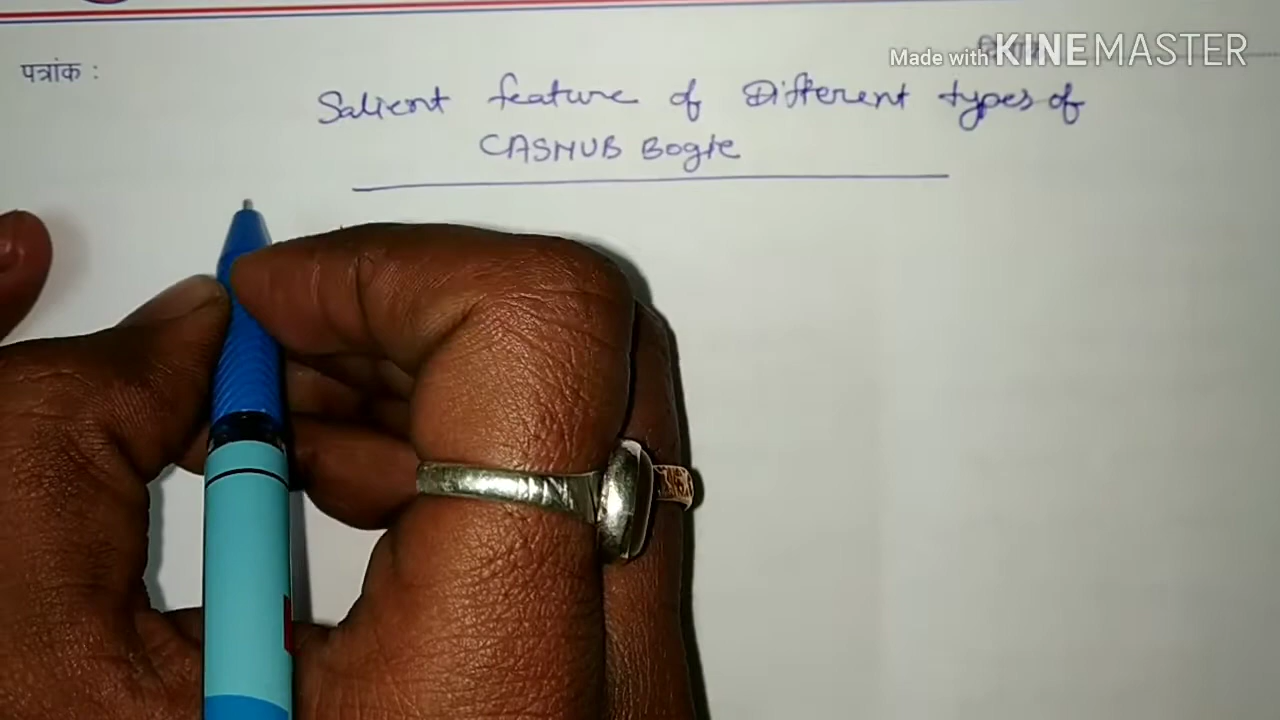 Made with KINEMASTER
पत्रांक :
Salient feature of Different types of
CASNUB Bogie